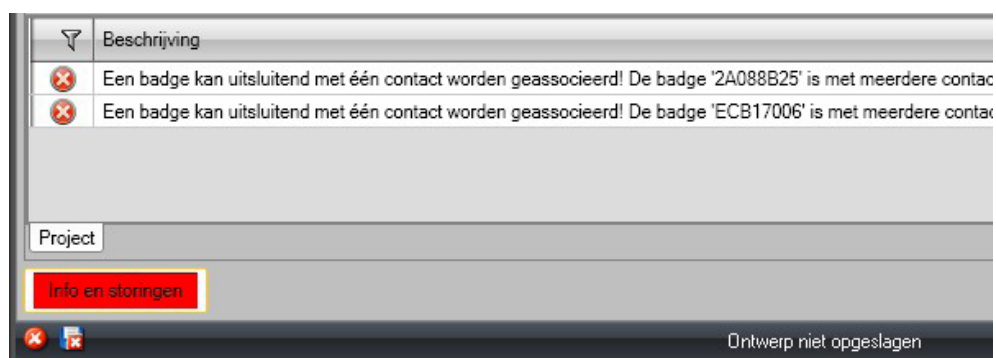 Beschrijving
Een badge kan uitsluitend met één contact worden geassocieerd! De badge '2A088B25' is met meerdere contac
Een badge kan uitsluitend met één contact worden geassocieerd! De badge 'ECB17006' is met meerdere contac
Project
Info en storingen
Ontwerp niet opgeslagen